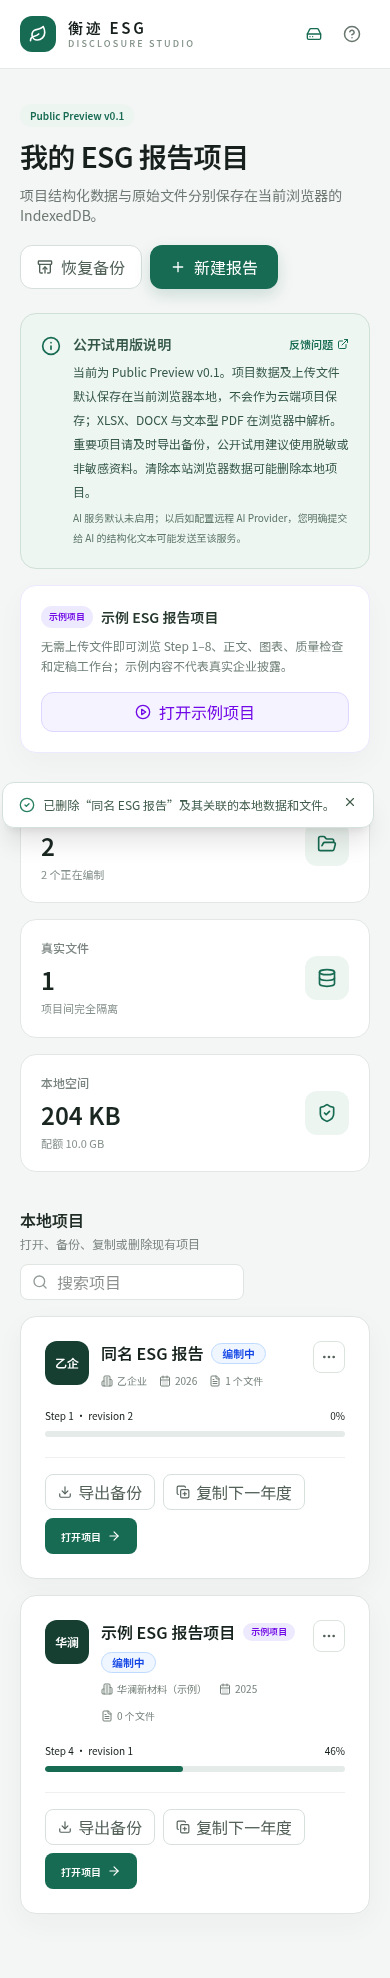 衡迹 ESG
DISCLOSURE STUDIO
Public Preview v0.1
我的 ESG 报告项目
项目结构化数据与原始文件分别保存在当前浏览器的
IndexedDB。
恢复备份
新建报告
公开试用版说明
反馈问题
当前为 Public Preview v0.1。项目数据及上传文件
默认保存在当前浏览器本地，不会作为云端项目保
存；XLSX、DOCX 与文本型 PDF 在浏览器中解析。
重要项目请及时导出备份，公开试用建议使用脱敏或
非敏感资料。清除本站浏览器数据可能删除本地项
目。
AI 服务默认未启用；以后如配置远程 AI Provider，您明确提交
给 AI 的结构化文本可能发送至该服务。
示例项目 示例 ESG 报告项目
无需上传文件即可浏览 Step 1–8、正文、图表、质量检查
和定稿工作台；示例内容不代表真实企业披露。
打开示例项目
已删除“同名 ESG 报告”及其关联的本地数据和文件。
2
2 个正在编制
真实文件
1
项目间完全隔离
本地空间
204 KB
配额 10.0 GB
本地项目
打开、备份、复制或删除现有项目
搜索项目
乙企
同名 ESG 报告 编制中
乙企业 2026 1 个文件
Step 1 · revision 2 0%
导出备份 复制下一年度
打开项目
华澜
示例 ESG 报告项目 示例项目
编制中
华澜新材料（示例） 2025
0 个文件
Step 4 · revision 1 46%
导出备份 复制下一年度
打开项目